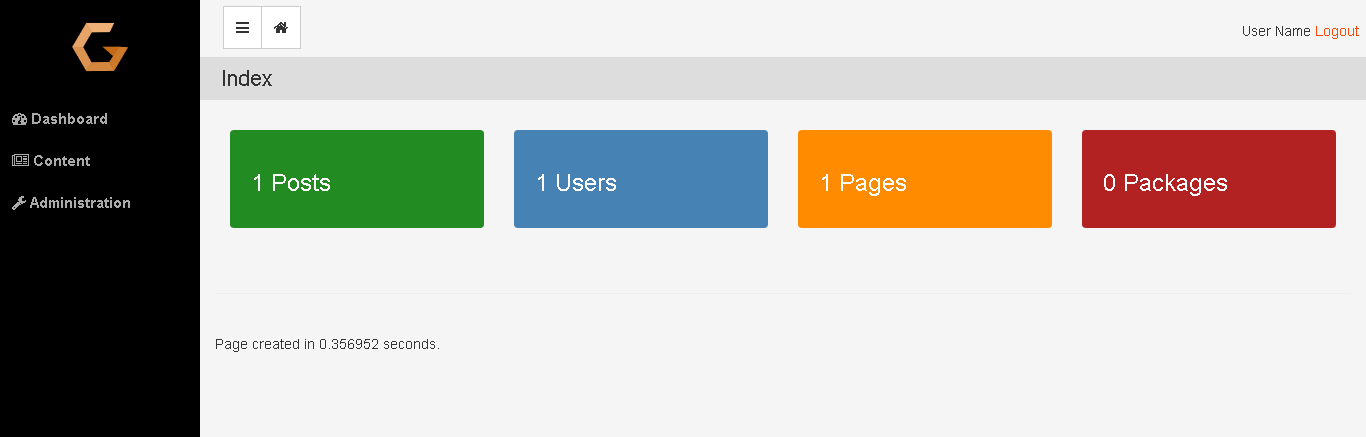 User Name Logout
Index
Dashboard
Content
Administration
1 Posts
1 Users
1 Pages
0 Packages
Page created in 0.356952 seconds.